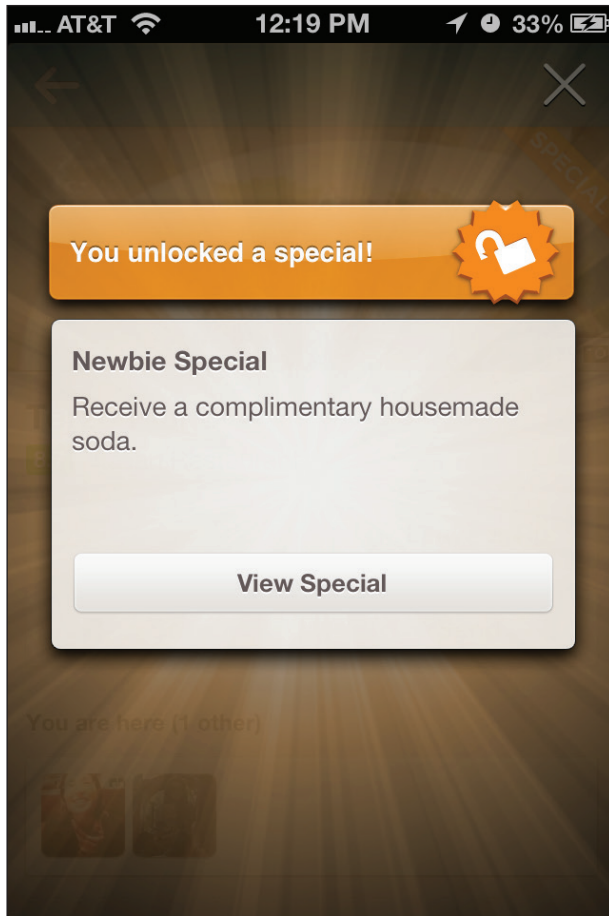 AT&T 12:19 PM 33%
SPECIAL
You unlocked a special!
Newbie Special
Receive a complimentary housemade
soda.
View Special
You are here (1 other)